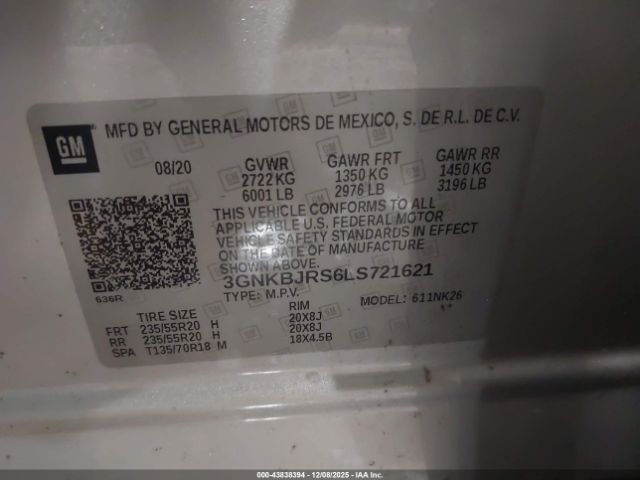 GM
MFD BY GENERAL MOTORS DE MEXICO, S. DE R.L. DE C.V.
08/20 GVWR GAWR FRT GAWR RR
2722 KG 1350 KG 1450 KG
6001 LB 2976 LB 3196 LB
THIS VEHICLE CONFORMS TO ALL
APPLICABLE U.S. FEDERAL MOTOR
VEHICLE SAFETY STANDARDS IN EFFECT
ON THE DATE OF MANUFACTURE
SHOWN ABOVE.
636R 3GNKBJRS6LS721621
TYPE: M.P.V. MODEL: 611NK26
TIRE SIZE RIM
FRT 235/55R20 H 20X8J
RR 235/55R20 H 20X8J
SPA T135/70R18 M 18X4.5B
000-43838394 | 12/08/2025 | IAA Inc.